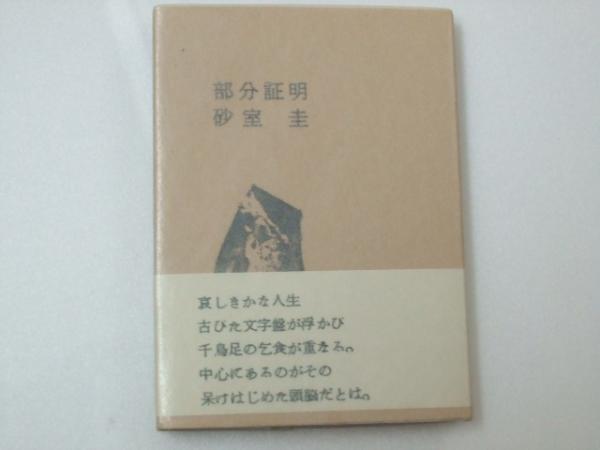 部分証明
砂室 圭
哀しきかな人生
古びた文字盤が浮かび
千鳥足の乞食が重なる。
中心にあるのがその
呆けはじめた頭脳だとは。